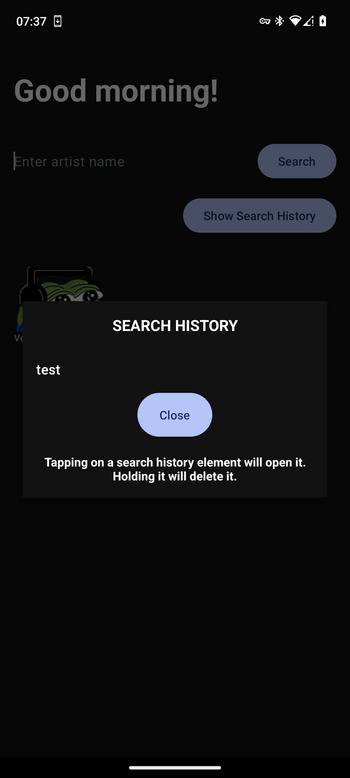 07:37
Good morning!
Enter artist name
Search
Show Search History
SEARCH HISTORY
test
Close
Tapping on a search history element will open it.
Holding it will delete it.